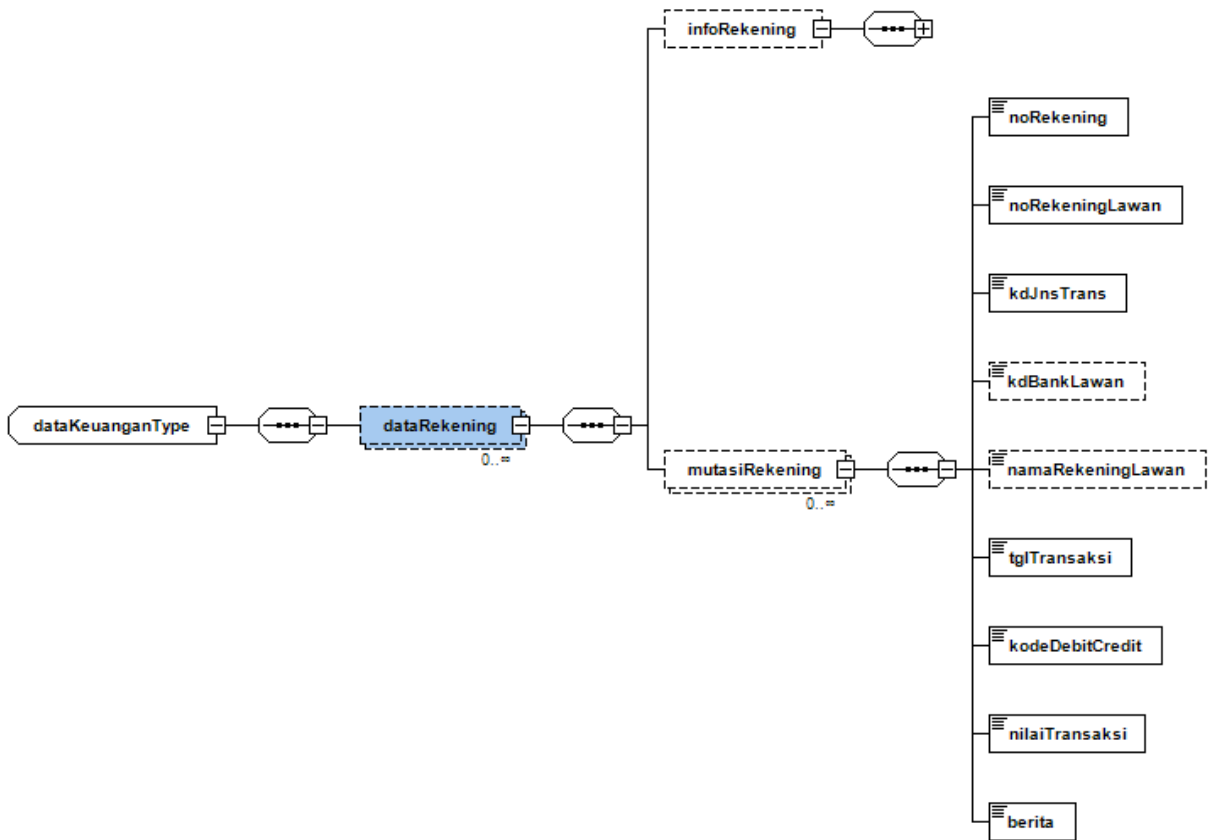 infoRekening
noRekening
noRekeningLawan
kdJnsTrans
kdBankLawan
dataKeuanganType
dataRekening
0..∞
mutasiRekening
0..∞
namaRekeningLawan
tglTransaksi
kodeDebitCredit
nilaiTransaksi
berita